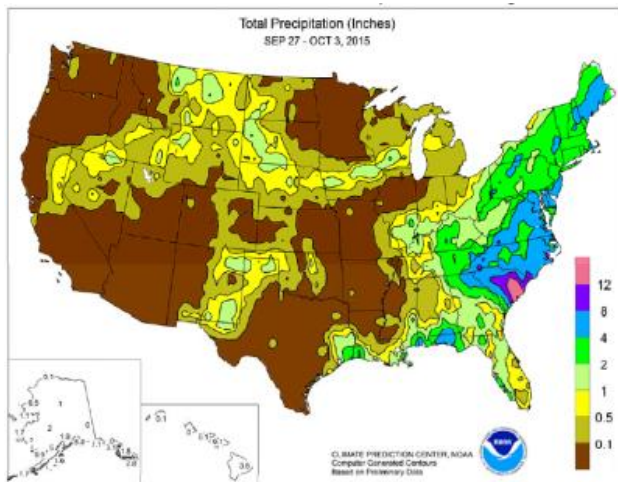 Total Precipitation (Inches)
SEP 27 - OCT 3, 2015
12
8
4
2
1
0.5
0.1
CLIMATE PREDICTION CENTER, NOAA
Computer Generated Contours
Based on Preliminary Data